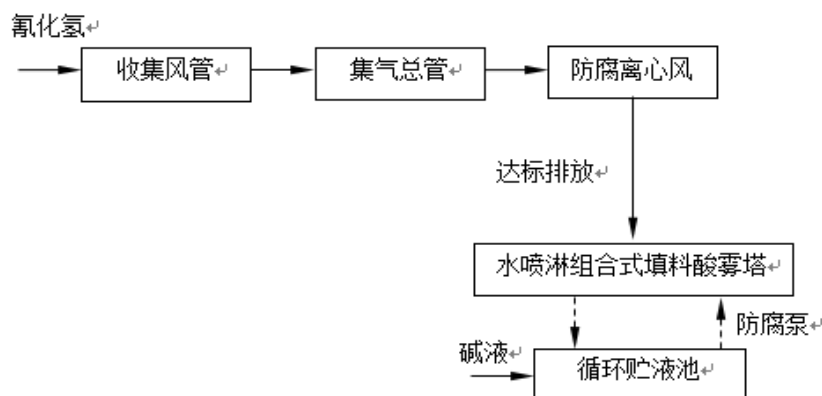 氰化氢
收集风管
集气总管
防腐离心风
达标排放
水喷淋组合式填料酸雾塔
防腐泵
碱液
循环贮液池